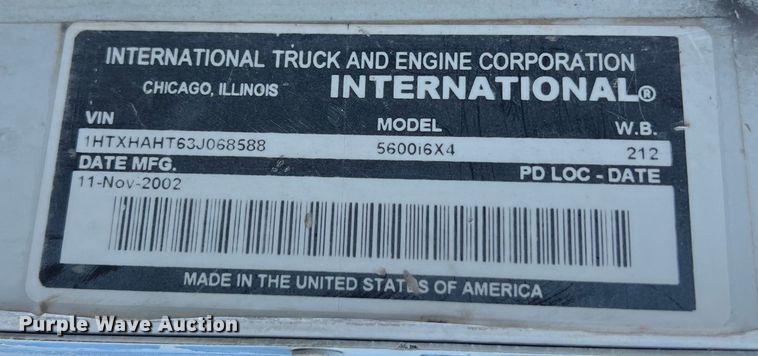 INTERNATIONAL TRUCK AND ENGINE CORPORATION
CHICAGO, ILLINOIS INTERNATIONAL®
VIN MODEL W.B.
1HTXHAHT63J068588 5600i6X4 212
DATE MFG. PD LOC - DATE
11-Nov-2002
MADE IN THE UNITED STATES OF AMERICA
Purple Wave Auction